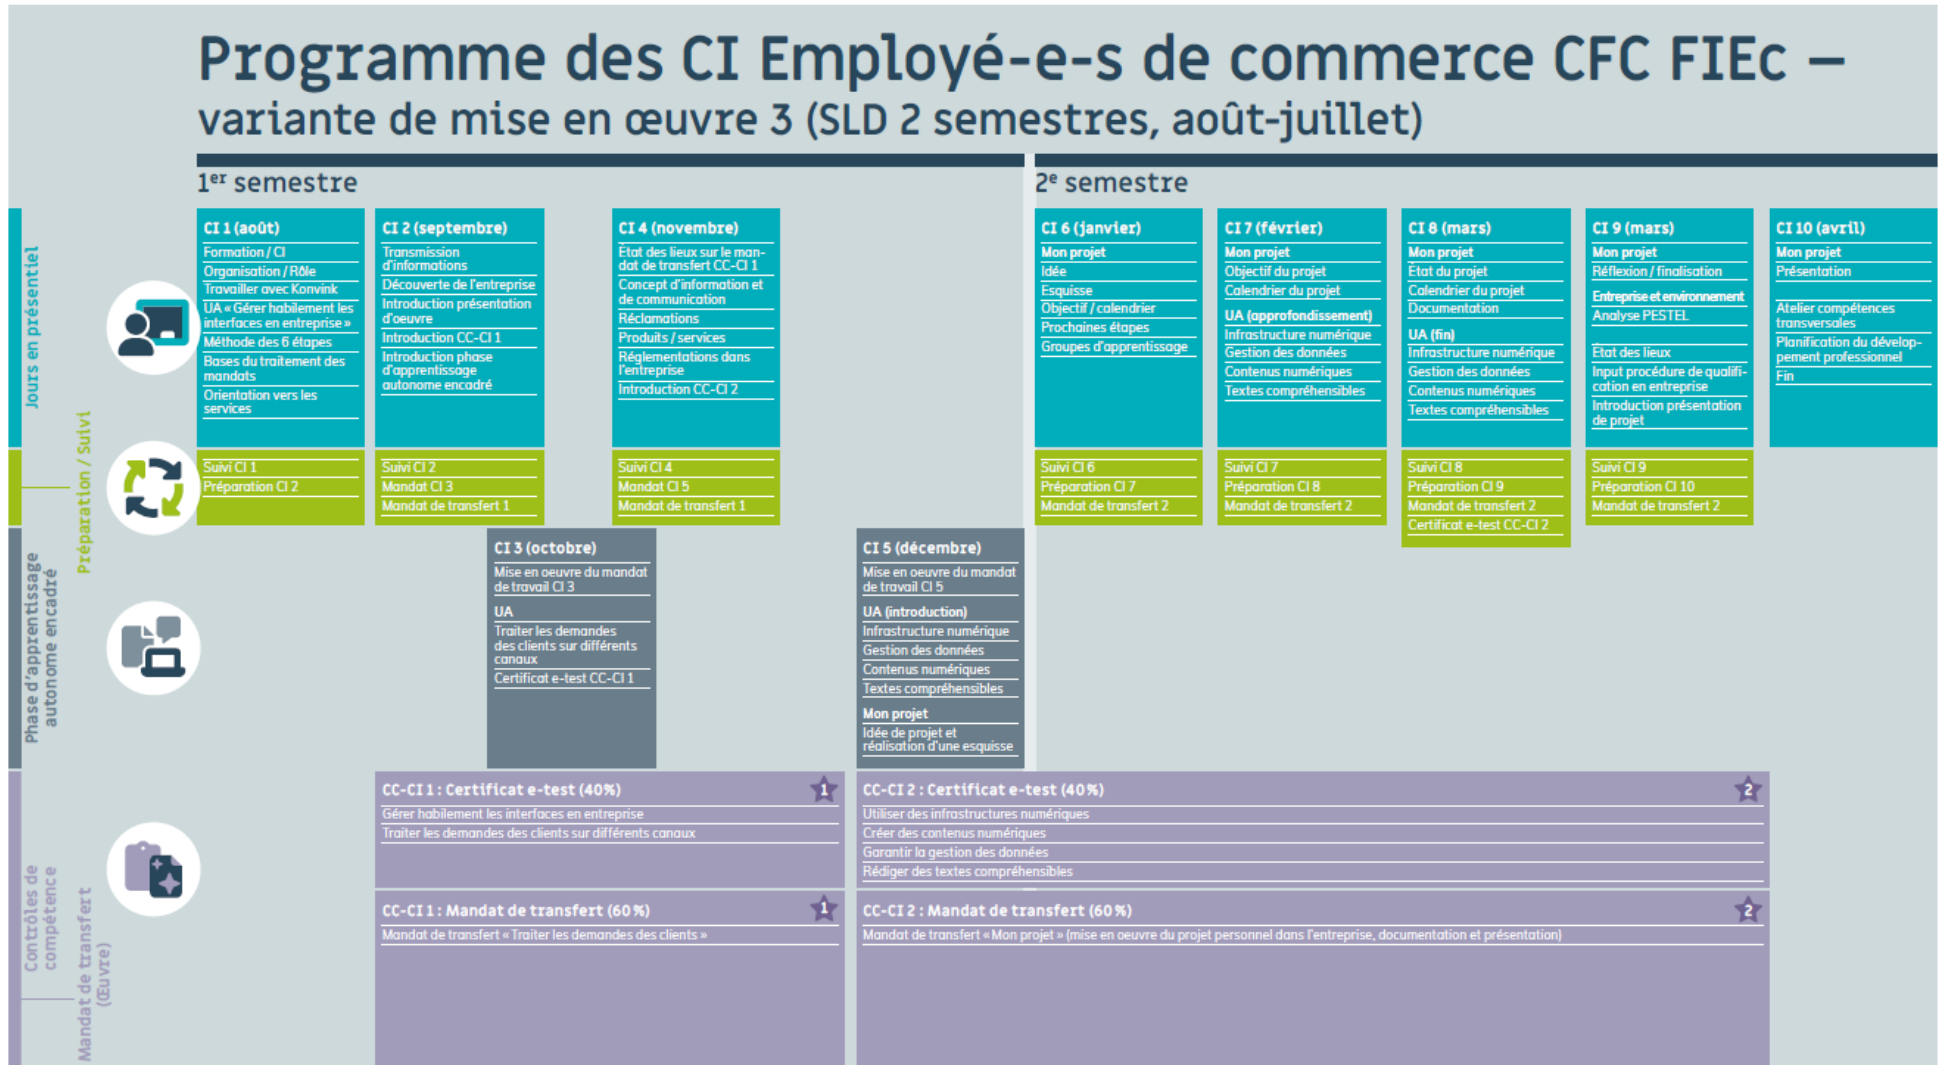 Programme des CI Employé-e-s de commerce CFC FIEc –
variante de mise en œuvre 3 (SLD 2 semestres, août-juillet)
1er semestre
2e semestre
Jours en présentiel
CI 1 (août)
Formation / CI
Organisation / Rôle
Travailler avec Konvink
UA « Gérer habilement les
interfaces en entreprise »
Méthode des 6 étapes
Bases du traitement des
mandats
Orientation vers les
services
CI 2 (septembre)
Transmission
d'informations
Découverte de l'entreprise
Introduction présentation
d'oeuvre
Introduction CC-CI 1
Introduction phase
d'apprentissage
autonome encadré
CI 4 (novembre)
État des lieux sur le man-
dat de transfert CC-CI 1
Concept d'information et
de communication
Réclamations
Produits / services
Réglementations dans
l'entreprise
Introduction CC-CI 2
CI 6 (janvier)
Mon projet
Idée
Esquisse
Objectif / calendrier
Prochaines étapes
Groupes d'apprentissage
CI 7 (février)
Mon projet
Objectif du projet
Calendrier du projet
UA (approfondissement)
Infrastructure numérique
Gestion des données
Contenus numériques
Textes compréhensibles
CI 8 (mars)
Mon projet
État du projet
Calendrier du projet
Documentation
UA (fin)
Infrastructure numérique
Gestion des données
Contenus numériques
Textes compréhensibles
CI 9 (mars)
Mon projet
Réflexion / finalisation
Entreprise et environnement
Analyse PESTEL
État des lieux
Input procédure de qualifi-
cation en entreprise
Introduction présentation
de projet
CI 10 (avril)
Mon projet
Présentation
Atelier compétences
transversales
Planification du dévelop-
pement professionnel
Fin
Préparation / Suivi
Suivi CI 1
Préparation CI 2
Suivi CI 2
Mandat CI 3
Mandat de transfert 1
Suivi CI 4
Mandat CI 5
Mandat de transfert 1
Suivi CI 6
Préparation CI 7
Mandat de transfert 2
Suivi CI 7
Préparation CI 8
Mandat de transfert 2
Suivi CI 8
Préparation CI 9
Mandat de transfert 2
Certificat e-test CC-CI 2
Suivi CI 9
Préparation CI 10
Mandat de transfert 2
Phase d'apprentissage
autonome encadré
CI 3 (octobre)
Mise en oeuvre du mandat
de travail CI 3
UA
Traiter les demandes
des clients sur différents
canaux
Certificat e-test CC-CI 1
CI 5 (décembre)
Mise en oeuvre du mandat
de travail CI 5
UA (introduction)
Infrastructure numérique
Gestion des données
Contenus numériques
Textes compréhensibles
Mon projet
Idée de projet et
réalisation d'une esquisse
Contrôles de
compétence
Mandat de transfert
(Œuvre)
CC-CI 1 : Certificat e-test (40%)
1
Gérer habilement les interfaces en entreprise
Traiter les demandes des clients sur différents canaux
CC-CI 2 : Certificat e-test (40%)
2
Utiliser des infrastructures numériques
Créer des contenus numériques
Garantir la gestion des données
Rédiger des textes compréhensibles
CC-CI 1 : Mandat de transfert (60%)
1
Mandat de transfert « Traiter les demandes des clients »
CC-CI 2 : Mandat de transfert (60%)
2
Mandat de transfert « Mon projet » (mise en oeuvre du projet personnel dans l'entreprise, documentation et présentation)